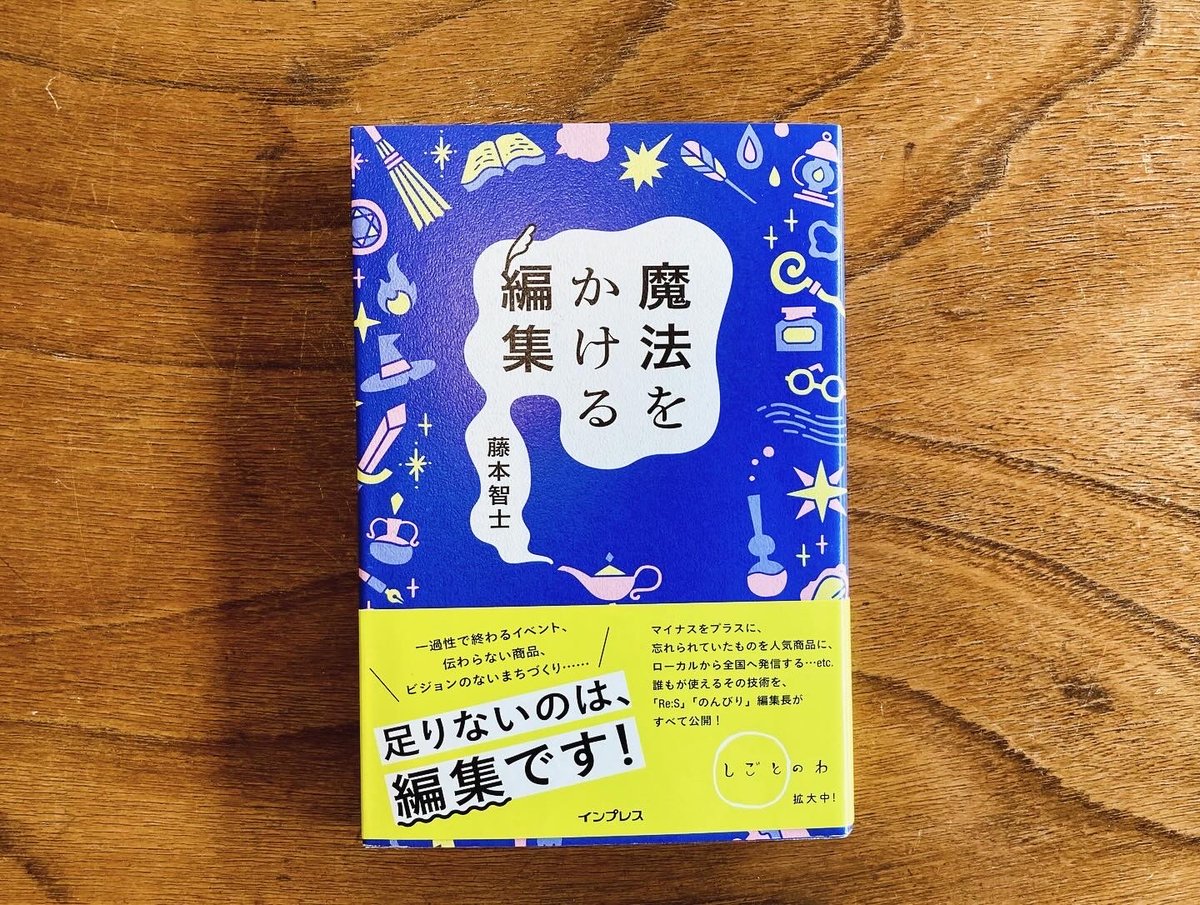 魔法を
かける
編集
藤本智士
一過性で終わるイベント、
伝わらない商品、
ビジョンのないまちづくり……
足りないのは、
編集です！
マイナスをプラスに、
忘れられていたものを人気商品に、
ローカルから全国へ発信する…etc.
誰もが使えるその技術を、
「Re:S」「のんびり」編集長が
すべて公開！
しごとのわ
拡大中！
インプレス